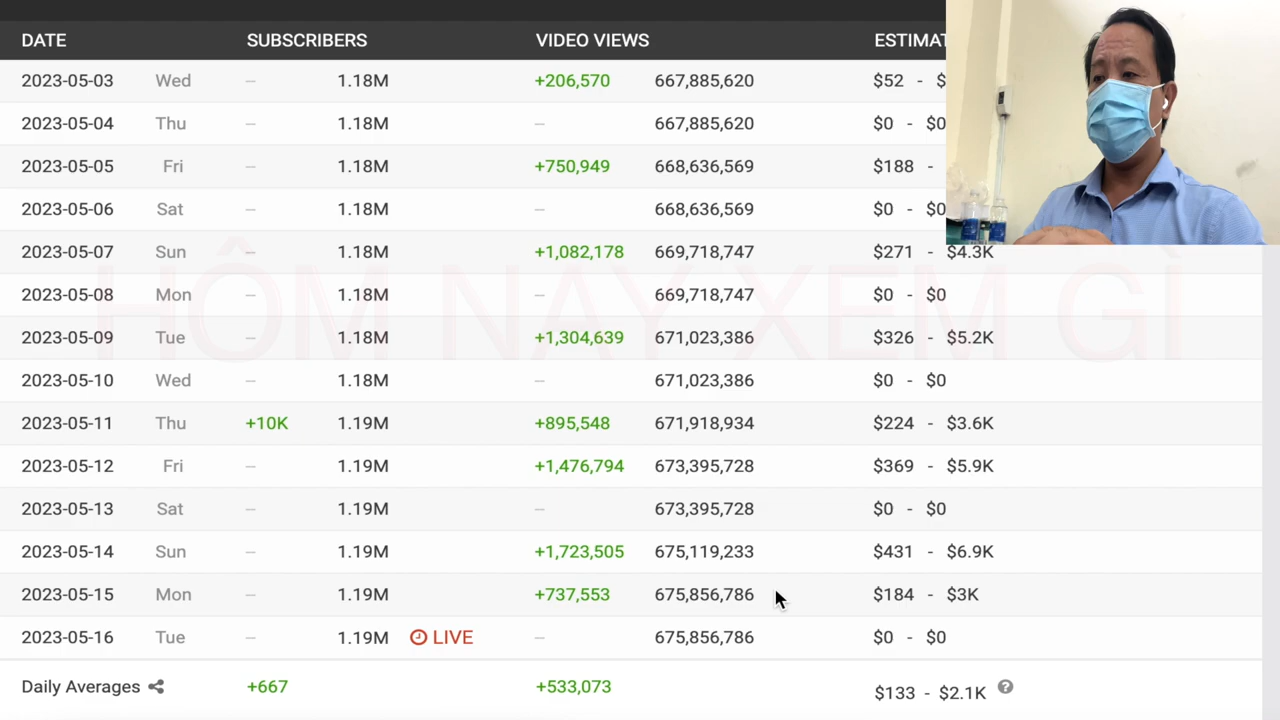 DATE SUBSCRIBERS VIDEO VIEWS ESTIMAT
2023-05-03 Wed -- 1.18M +206,570 667,885,620 $52 - $
2023-05-04 Thu -- 1.18M -- 667,885,620 $0 - $0
2023-05-05 Fri -- 1.18M +750,949 668,636,569 $188 -
2023-05-06 Sat -- 1.18M -- 668,636,569 $0 - $0
2023-05-07 Sun -- 1.18M +1,082,178 669,718,747 $271 - $4.3K
2023-05-08 Mon -- 1.18M -- 669,718,747 $0 - $0
HÔM NAY XEM GÌ
2023-05-09 Tue -- 1.18M +1,304,639 671,023,386 $326 - $5.2K
2023-05-10 Wed -- 1.18M -- 671,023,386 $0 - $0
2023-05-11 Thu +10K 1.19M +895,548 671,918,934 $224 - $3.6K
2023-05-12 Fri -- 1.19M +1,476,794 673,395,728 $369 - $5.9K
2023-05-13 Sat -- 1.19M -- 673,395,728 $0 - $0
2023-05-14 Sun -- 1.19M +1,723,505 675,119,233 $431 - $6.9K
2023-05-15 Mon -- 1.19M +737,553 675,856,786 $184 - $3K
2023-05-16 Tue 1.19M LIVE -- 675,856,786 $0 - $0
Daily Averages +667 +533,073 $133 - $2.1K ?